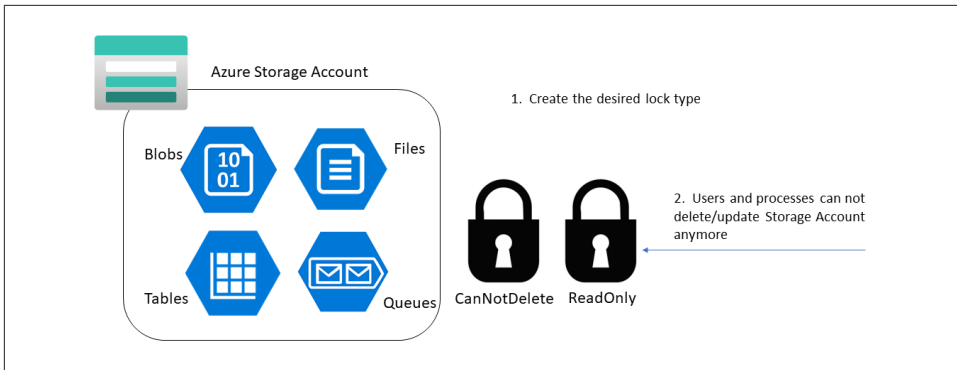 Azure Storage Account
1. Create the desired lock type
Blobs
10
01
Files
2. Users and processes can not
delete/update Storage Account
anymore
Tables
Queues
CanNotDelete
ReadOnly